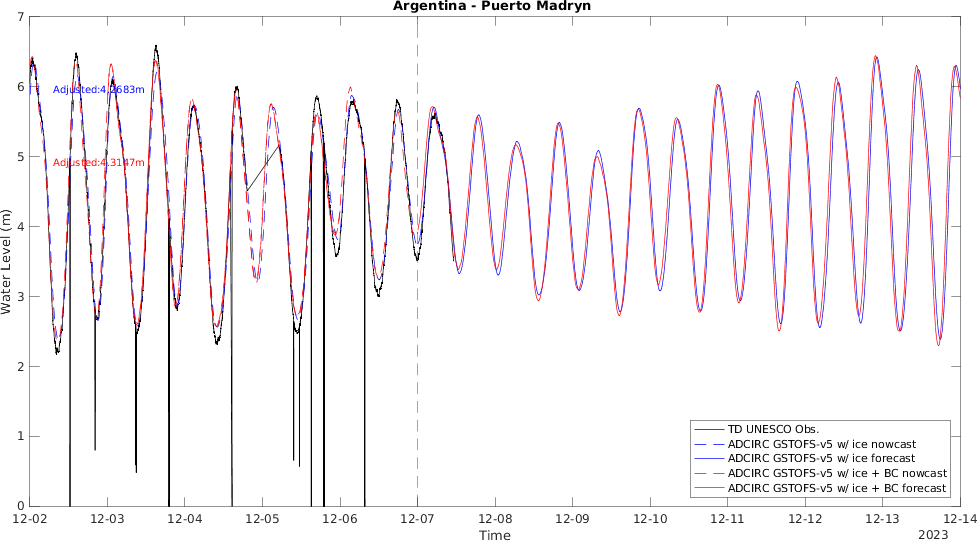 Argentina - Puerto Madryn
7
6
5
4
3
2
1
0
Water Level (m)
Adjusted:4.2683m
Adjusted:4.3147m
TD UNESCO Obs.
ADCIRC GSTOFS-v5 w/ ice nowcast
ADCIRC GSTOFS-v5 w/ ice forecast
ADCIRC GSTOFS-v5 w/ ice + BC nowcast
ADCIRC GSTOFS-v5 w/ ice + BC forecast
12-02 12-03 12-04 12-05 12-06 12-07 12-08 12-09 12-10 12-11 12-12 12-13 12-14
Time
2023